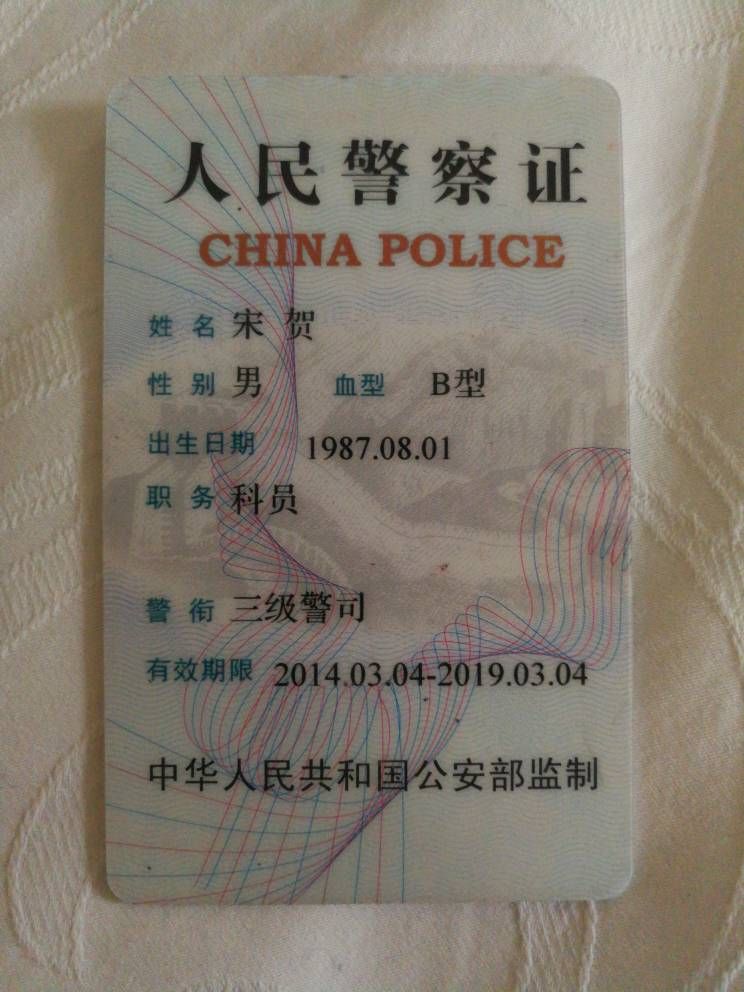 人民警察证
CHINA POLICE
姓名 宋贺
性别 男 血型 B型
出生日期 1987.08.01
职务 科员
警衔 三级警司
有效期限 2014.03.04-2019.03.04
中华人民共和国公安部监制